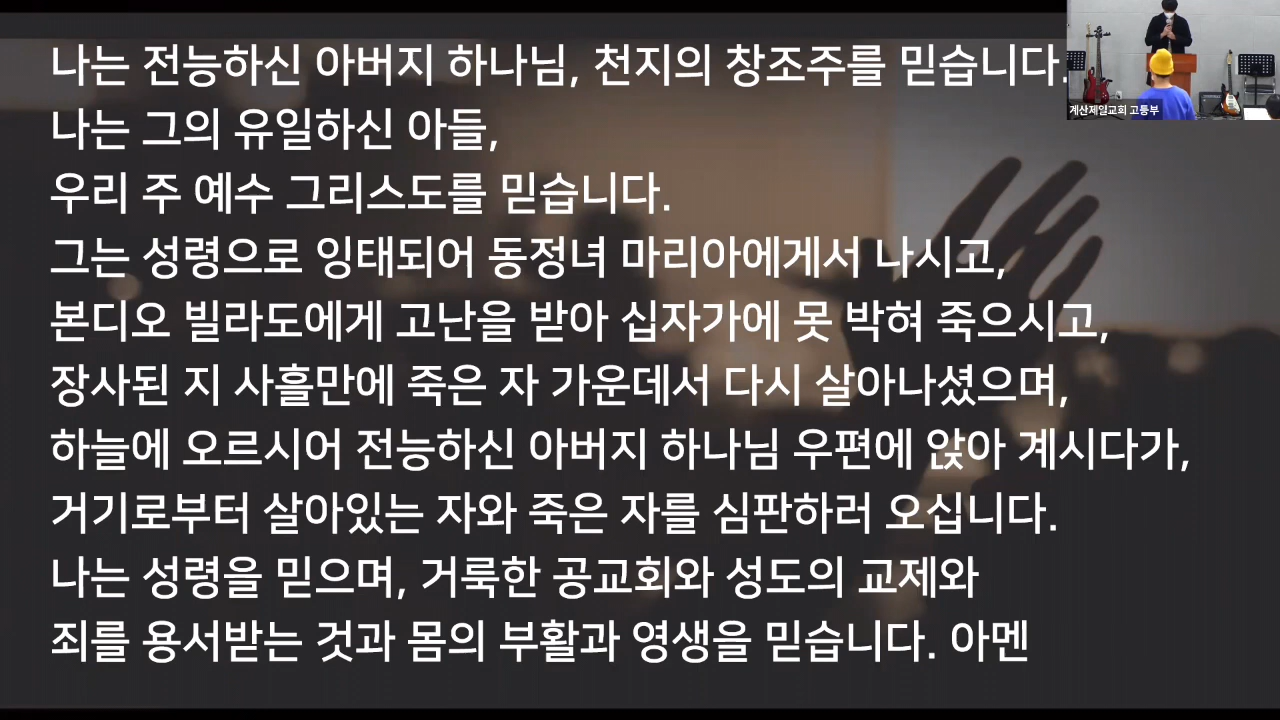 나는 전능하신 아버지 하나님, 천지의 창조주를 믿습니다.
나는 그의 유일하신 아들,
우리 주 예수 그리스도를 믿습니다.
그는 성령으로 잉태되어 동정녀 마리아에게서 나시고,
본디오 빌라도에게 고난을 받아 십자가에 못 박혀 죽으시고,
장사된 지 사흘만에 죽은 자 가운데서 다시 살아나셨으며,
하늘에 오르시어 전능하신 아버지 하나님 우편에 앉아 계시다가,
거기로부터 살아있는 자와 죽은 자를 심판하러 오십니다.
나는 성령을 믿으며, 거룩한 공교회와 성도의 교제와
죄를 용서받는 것과 몸의 부활과 영생을 믿습니다. 아멘
계산제일교회 고등부